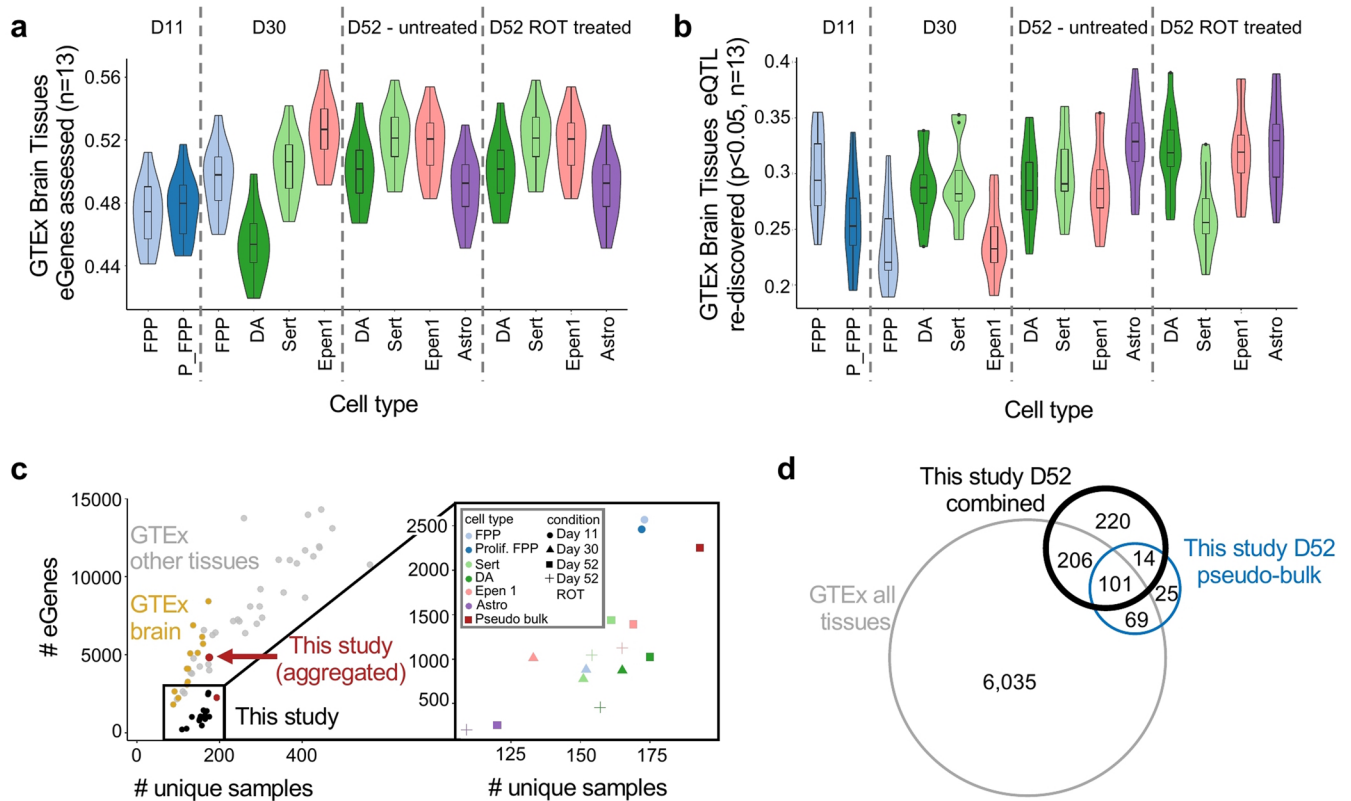 a
D11
D30
D52 - untreated
D52 ROT treated
GTEx Brain Tissues
eGenes assessed (n=13)
0.56
0.52
0.48
0.44
FPP
P_FPP
FPP
DA
Sert
Epen1
DA
Sert
Epen1
Astro
DA
Sert
Epen1
Astro
Cell type
b
D11
D30
D52 - untreated
D52 ROT treated
GTEx Brain Tissues eQTL
re-discovered (p<0.05, n=13)
0.4
0.35
0.3
0.25
0.2
FPP
P_FPP
FPP
DA
Sert
Epen1
DA
Sert
Epen1
Astro
DA
Sert
Epen1
Astro
Cell type
c
# eGenes
15000
10000
5000
0
0
200
400
# unique samples
GTEx
other tissues
GTEx
brain
This study
(aggregated)
This study
2500
2000
1500
1000
500
125
150
175
# unique samples
cell type
FPP
Prolif. FPP
Sert
DA
Epen 1
Astro
Pseudo bulk
condition
Day 11
Day 30
Day 52
Day 52
ROT
d
This study D52
combined
This study D52
pseudo-bulk
GTEx all
tissues
220
206
14
101
25
69
6,035